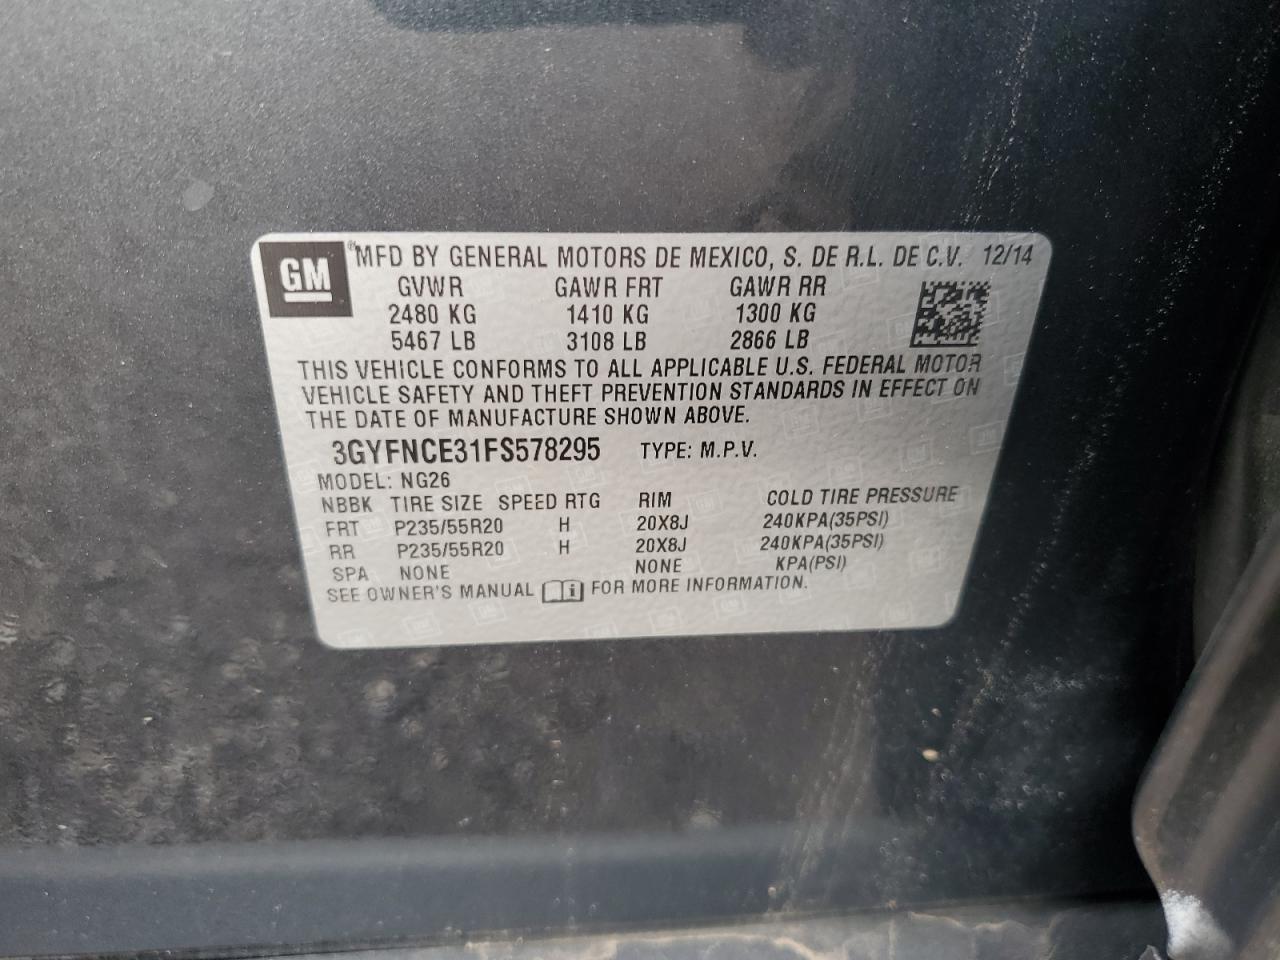 GM ® MFD BY GENERAL MOTORS DE MEXICO, S. DE R.L. DE C.V. 12/14
GVWR GAWR FRT GAWR RR
2480 KG 1410 KG 1300 KG
5467 LB 3108 LB 2866 LB
THIS VEHICLE CONFORMS TO ALL APPLICABLE U.S. FEDERAL MOTOR
VEHICLE SAFETY AND THEFT PREVENTION STANDARDS IN EFFECT ON
THE DATE OF MANUFACTURE SHOWN ABOVE.
3GYFNCE31FS578295 TYPE: M.P.V.
MODEL: NG26
NBBK TIRE SIZE SPEED RTG RIM COLD TIRE PRESSURE
FRT P235/55R20 H 20X8J 240KPA(35PSI)
RR P235/55R20 H 20X8J 240KPA(35PSI)
SPA NONE NONE KPA(PSI)
SEE OWNER'S MANUAL i FOR MORE INFORMATION.